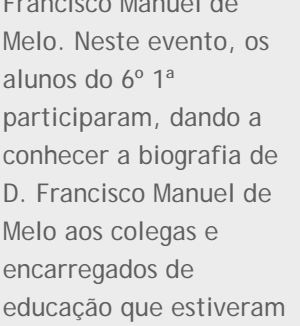 Francisco Manuel de
Melo. Neste evento, os
alunos do 6º 1ª
participaram, dando a
conhecer a biografia de
D. Francisco Manuel de
Melo aos colegas e
encarregados de
educação que estiveram